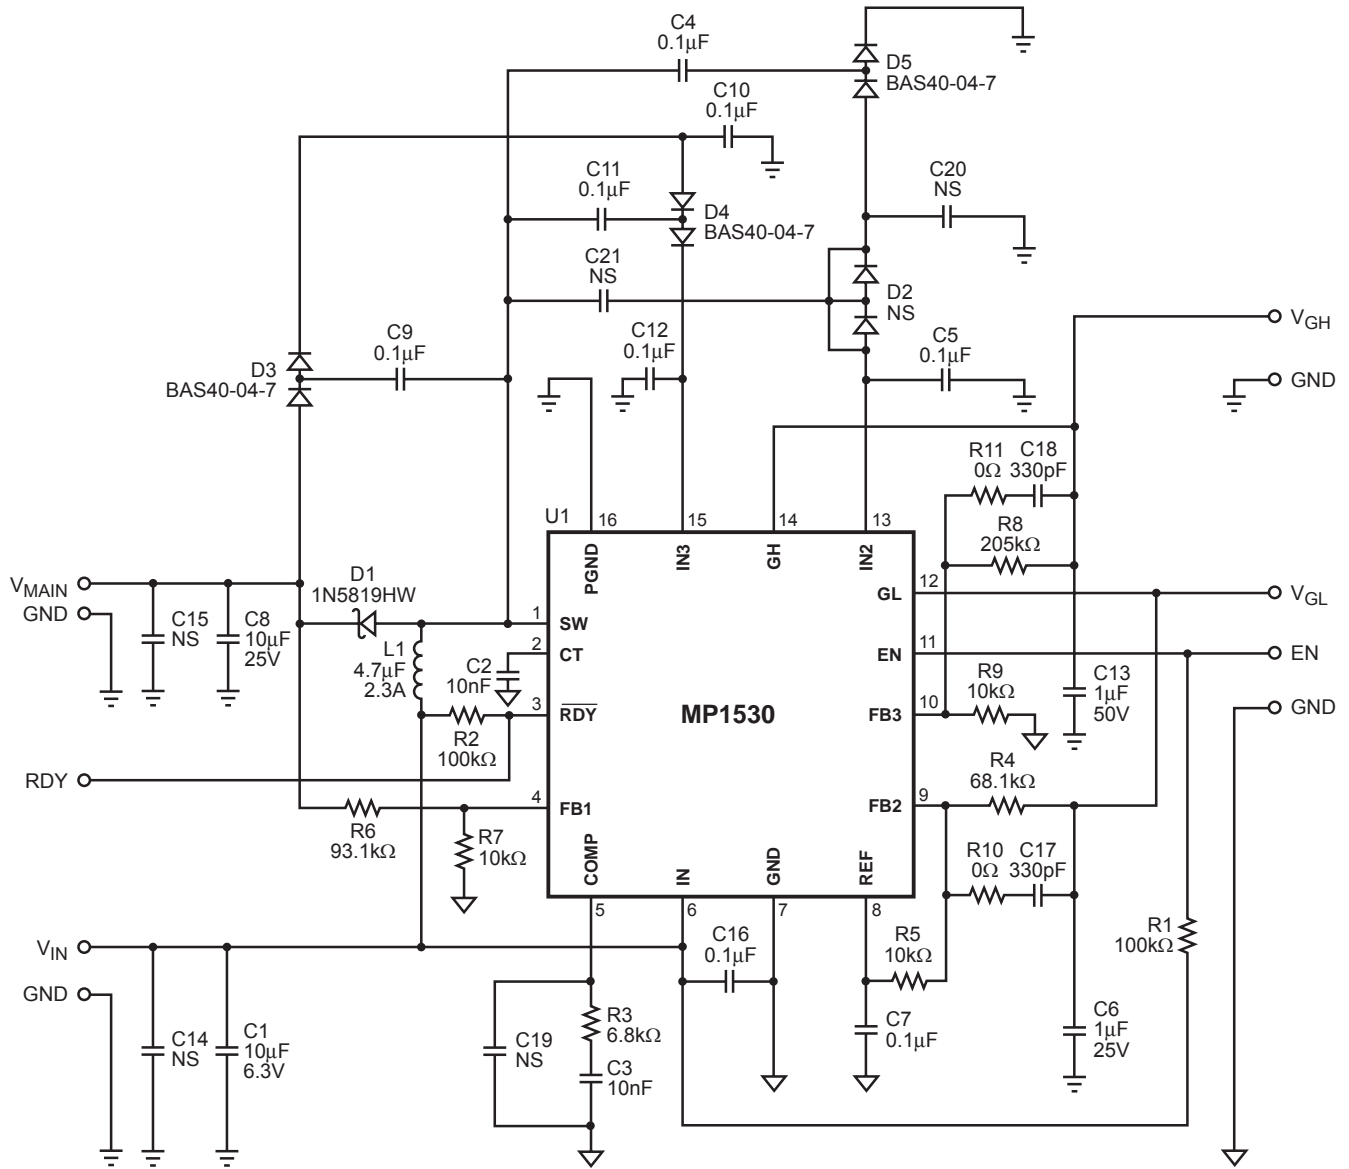 C4
0.1μF
D5
BAS40-04-7
C10
0.1μF
C11
0.1μF
C20
NS
D4
BAS40-04-7
C21
NS
D2
NS
VGH
C12
0.1μF
C5
0.1μF
C9
0.1μF
D3
BAS40-04-7
GND
R11
0Ω
C18
330pF
U1
16
15
14
13
R8
205kΩ
PGND
IN3
GH
IN2
VMAIN
D1
1N5819HW
12
GL
VGL
GND
C15
NS
C8
10μF
25V
1
SW
L1
4.7μF
2.3A
2
CT
C2
10nF
11
EN
EN
R9
10kΩ
C13
1μF
50V
3
RDY
MP1530
10
FB3
GND
R2
100kΩ
RDY
R4
68.1kΩ
4
FB1
9
FB2
R6
93.1kΩ
R7
10kΩ
COMP
IN
GND
REF
R10
0Ω
C17
330pF
5
6
7
8
R1
100kΩ
VIN
C16
0.1μF
R5
10kΩ
GND
C14
NS
C1
10μF
6.3V
C19
NS
R3
6.8kΩ
C3
10nF
C7
0.1μF
C6
1μF
25V